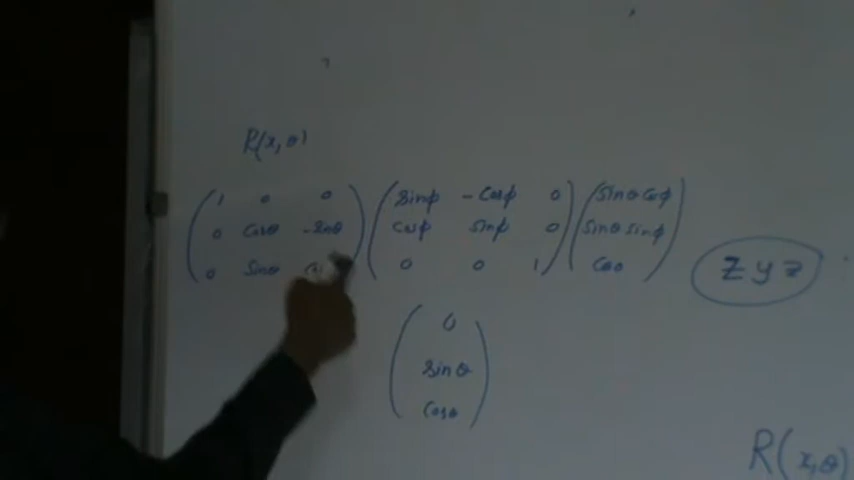 R(x, θ)
1 0 0 sinφ -cosφ 0 sinθ cosφ
0 cosθ -sinθ cosφ sinφ 0 sinθ sinφ
0 sinθ 0 0 1 cosθ
z y z
0
sinθ
cosθ
R(x,θ)